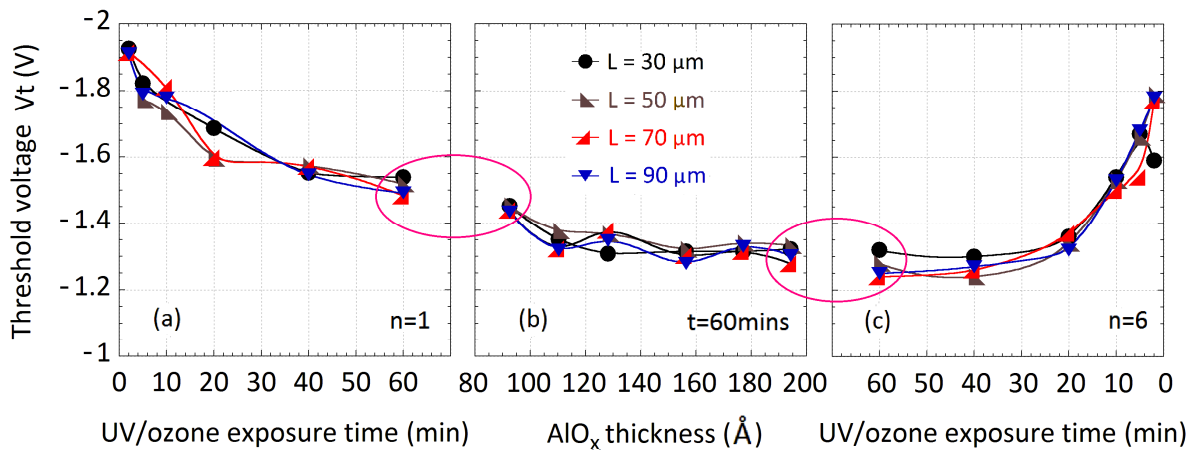 Threshold voltage Vt (V)
-2
-1.8
-1.6
-1.4
-1.2
-1
L = 30 μm
L = 50 μm
L = 70 μm
L = 90 μm
(a)
n=1
(b)
t=60mins
(c)
n=6
0 10 20 30 40 50 60
80 100 120 140 160 180 200
60 50 40 30 20 10 0
UV/ozone exposure time (min)
AlOx thickness (Å)
UV/ozone exposure time (min)